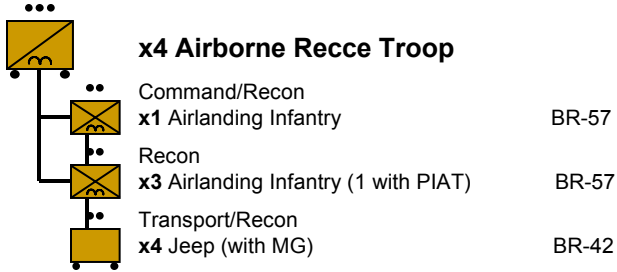 x4 Airborne Recce Troop
Command/Recon
x1 Airlanding Infantry BR-57
Recon
x3 Airlanding Infantry (1 with PIAT) BR-57
Transport/Recon
x4 Jeep (with MG) BR-42